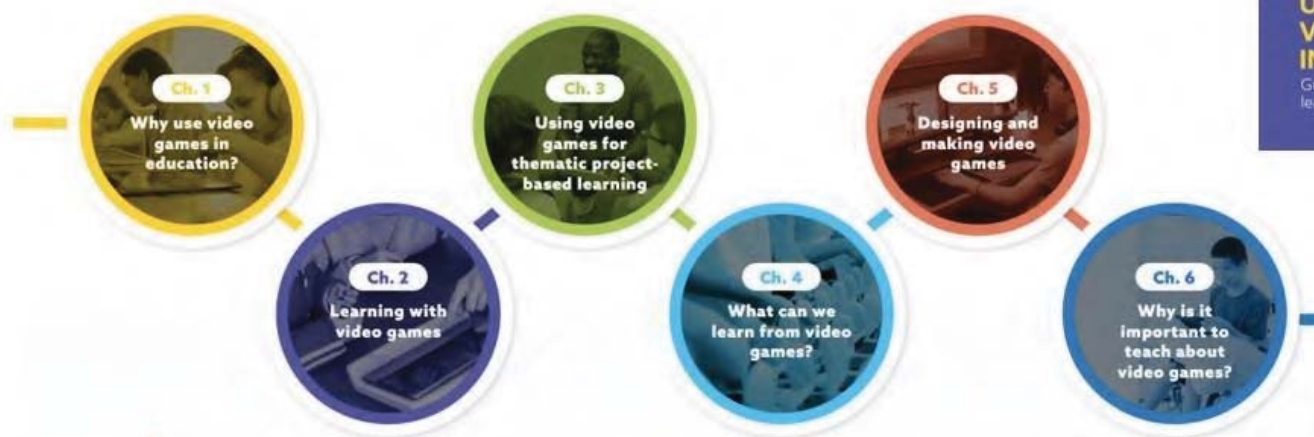 Ch. 1
Why use video
games in
education?
Ch. 2
Learning with
video games
Ch. 3
Using video
games for
thematic project-
based learning
Ch. 4
What can we
learn from video
games?
Ch. 5
Designing and
making video
games
Ch. 6
Why is it
important to
teach about
video games?